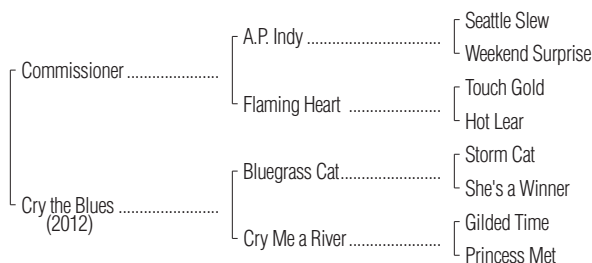 Seattle Slew
A.P. Indy ..................................
Weekend Surprise
Commissioner .......................
Touch Gold
Flaming Heart ........................
Hot Lear
Storm Cat
Bluegrass Cat..........................
She's a Winner
Cry the Blues .........................
(2012)
Gilded Time
Cry Me a River........................
Princess Met